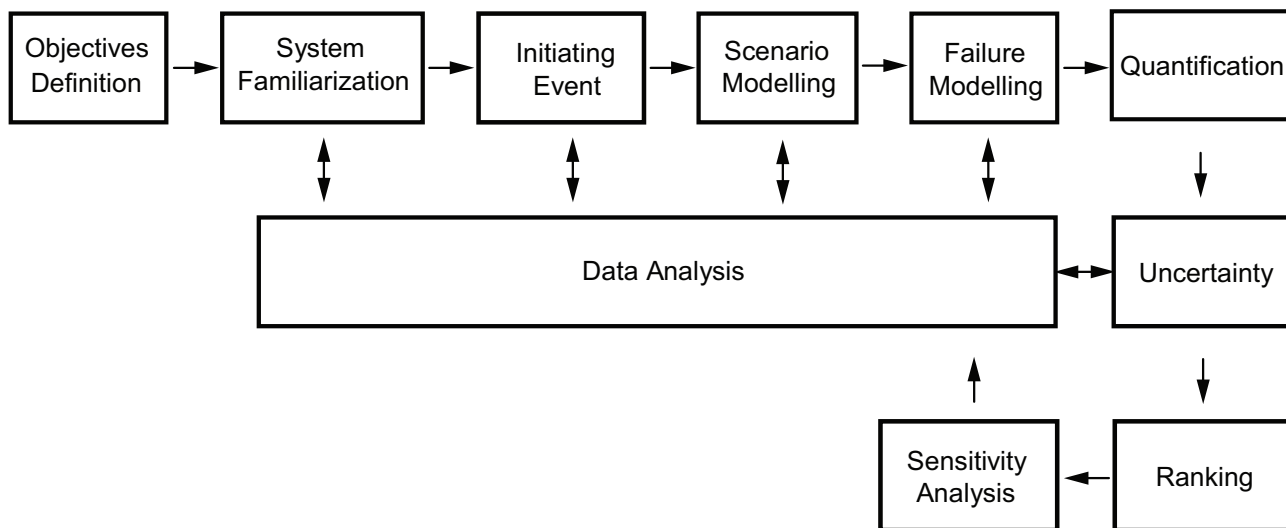 Objectives
Definition
System
Familiarization
Initiating
Event
Scenario
Modelling
Failure
Modelling
Quantification
Data Analysis
Uncertainty
Sensitivity
Analysis
Ranking